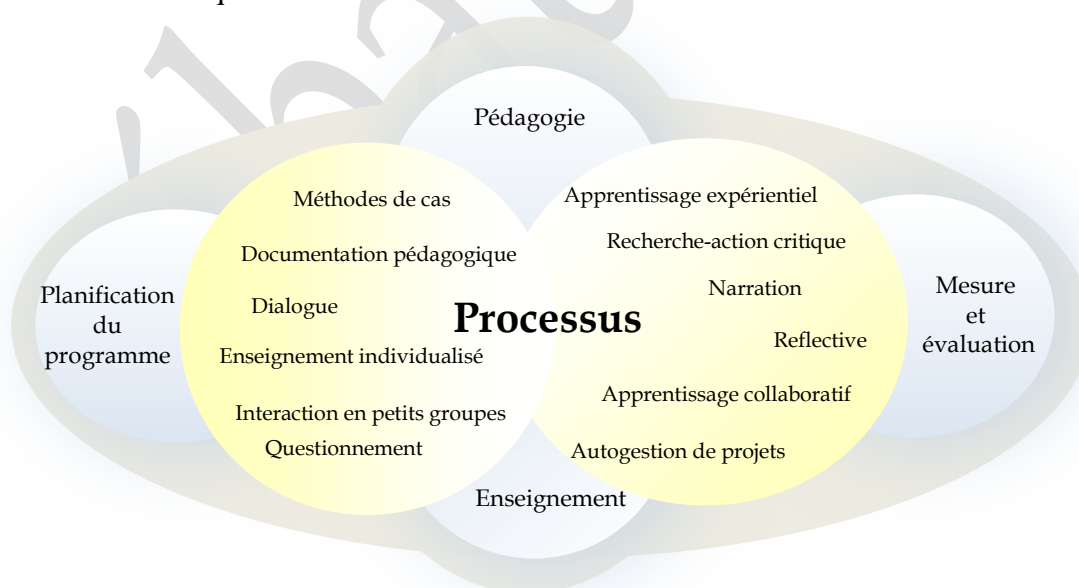 Pédagogie
Méthodes de cas
Documentation pédagogique
Dialogue
Enseignement individualisé
Interaction en petits groupes
Questionnement
Processus
Apprentissage expérientiel
Recherche-action critique
Narration
Reflective
Apprentissage collaboratif
Autogestion de projets
Planification
du
programme
Mesure
et
évaluation
Enseignement